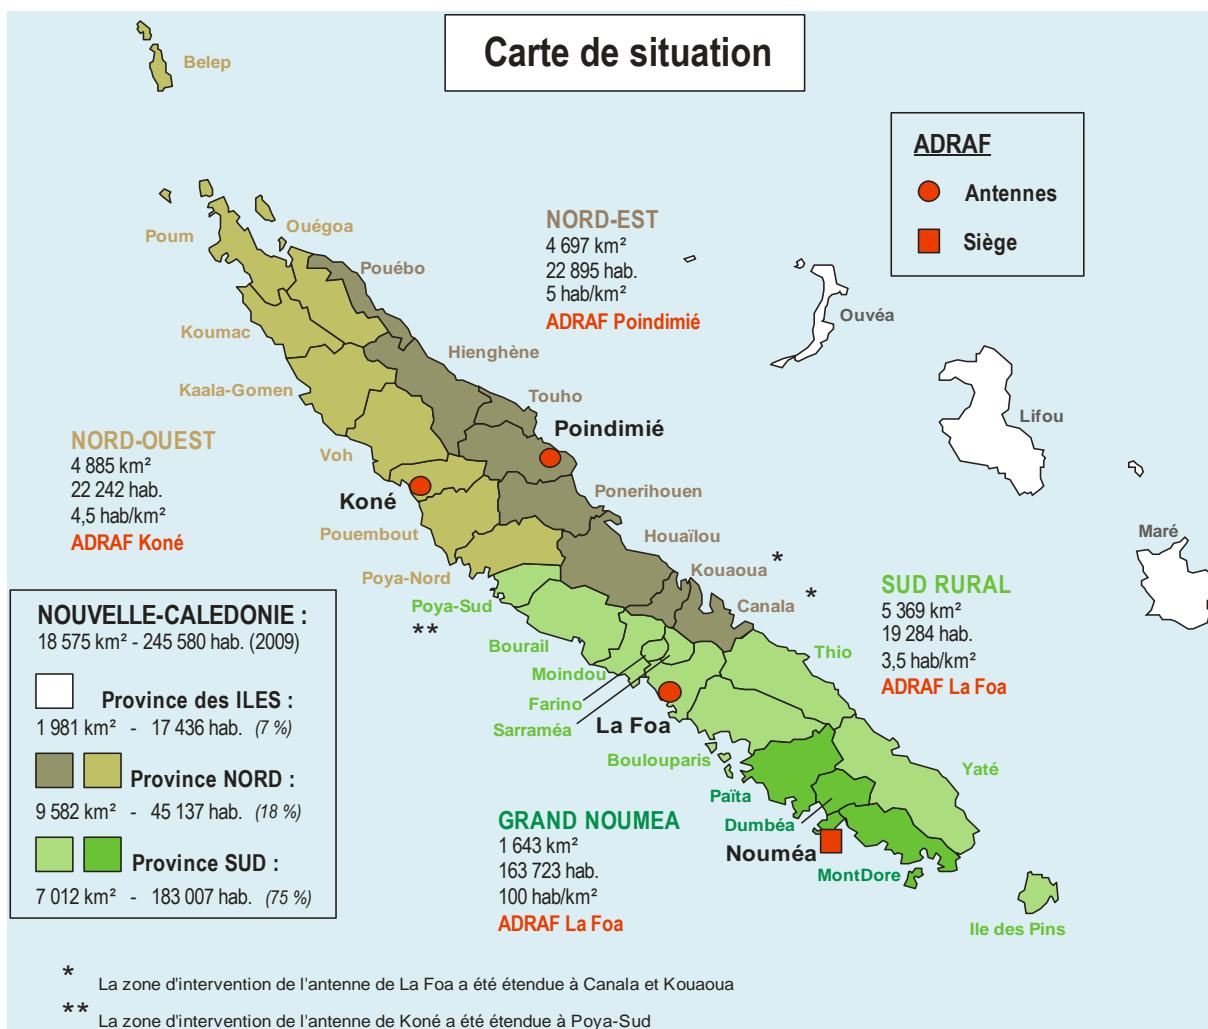 Carte de situation
Belep
ADRAF
Antennes
Siège
Poum
Ouégoa
Pouébo
NORD-EST
4 697 km²
22 895 hab.
5 hab/km²
ADRAF Poindimié
Ouvéa
Koumac
Hienghène
Kaala-Gomen
Touho
Lifou
Poindimié
NORD-OUEST
4 885 km²
22 242 hab.
4,5 hab/km²
ADRAF Koné
Voh
Koné
Ponerihouen
Pouembout
Houaïlou
Maré
Poya-Nord
Kouaoua *
Canala *
Poya-Sud
**
SUD RURAL
5 369 km²
19 284 hab.
3,5 hab/km²
ADRAF La Foa
Bourail
Thio
Moindou
Farino
Sarraméa
La Foa
Boulouparis
Yaté
Païta
Dumbéa
Nouméa
MontDore
Ile des Pins
GRAND NOUMEA
1 643 km²
163 723 hab.
100 hab/km²
ADRAF La Foa
NOUVELLE-CALEDONIE :
18 575 km² - 245 580 hab. (2009)
Province des ILES :
1 981 km² - 17 436 hab. (7 %)
Province NORD :
9 582 km² - 45 137 hab. (18 %)
Province SUD :
7 012 km² - 183 007 hab. (75 %)
* La zone d'intervention de l'antenne de La Foa a été étendue à Canala et Kouaoua
** La zone d'intervention de l'antenne de Koné a été étendue à Poya-Sud